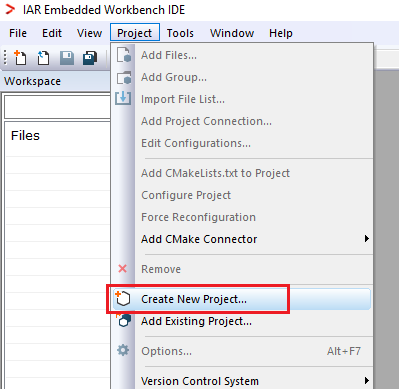 IAR Embedded Workbench IDE
File Edit View Project Tools Window Help
Workspace
Files
Add Files...
Add Group...
Import File List...
Add Project Connection...
Edit Configurations...
Add CMakeLists.txt to Project
Configure Project
Force Reconfiguration
Add CMake Connector
Remove
Create New Project...
Add Existing Project...
Options... Alt+F7
Version Control System